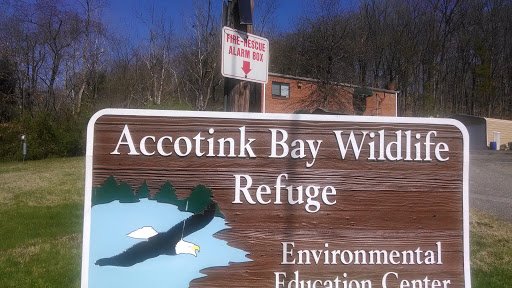 FIRE-RESCUE
ALARM BOX
Accotink Bay Wildlife
Refuge
Environmental
Education Center